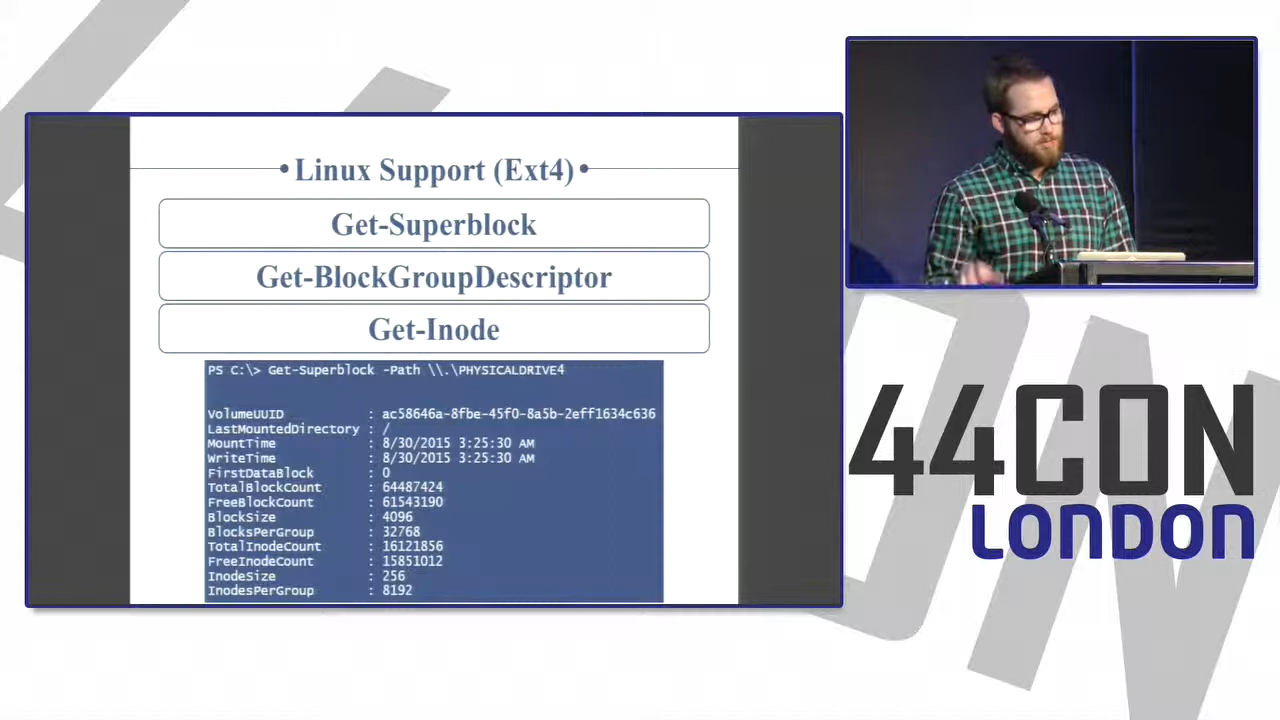 • Linux Support (Ext4) •
Get-Superblock
Get-BlockGroupDescriptor
Get-Inode
PS C:\> Get-Superblock -Path \\.\PHYSICALDRIVE4
VolumeUUID : ac58646a-8fbe-45f0-8a5b-2eff1634c636
LastMountedDirectory : /
MountTime : 8/30/2015 3:25:30 AM
WriteTime : 8/30/2015 3:25:30 AM
FirstDataBlock : 0
TotalBlockCount : 64487424
FreeBlockCount : 61543190
BlockSize : 4096
BlocksPerGroup : 32768
TotalInodeCount : 16121856
FreeInodeCount : 15851012
InodeSize : 256
InodesPerGroup : 8192
44CON
LONDON